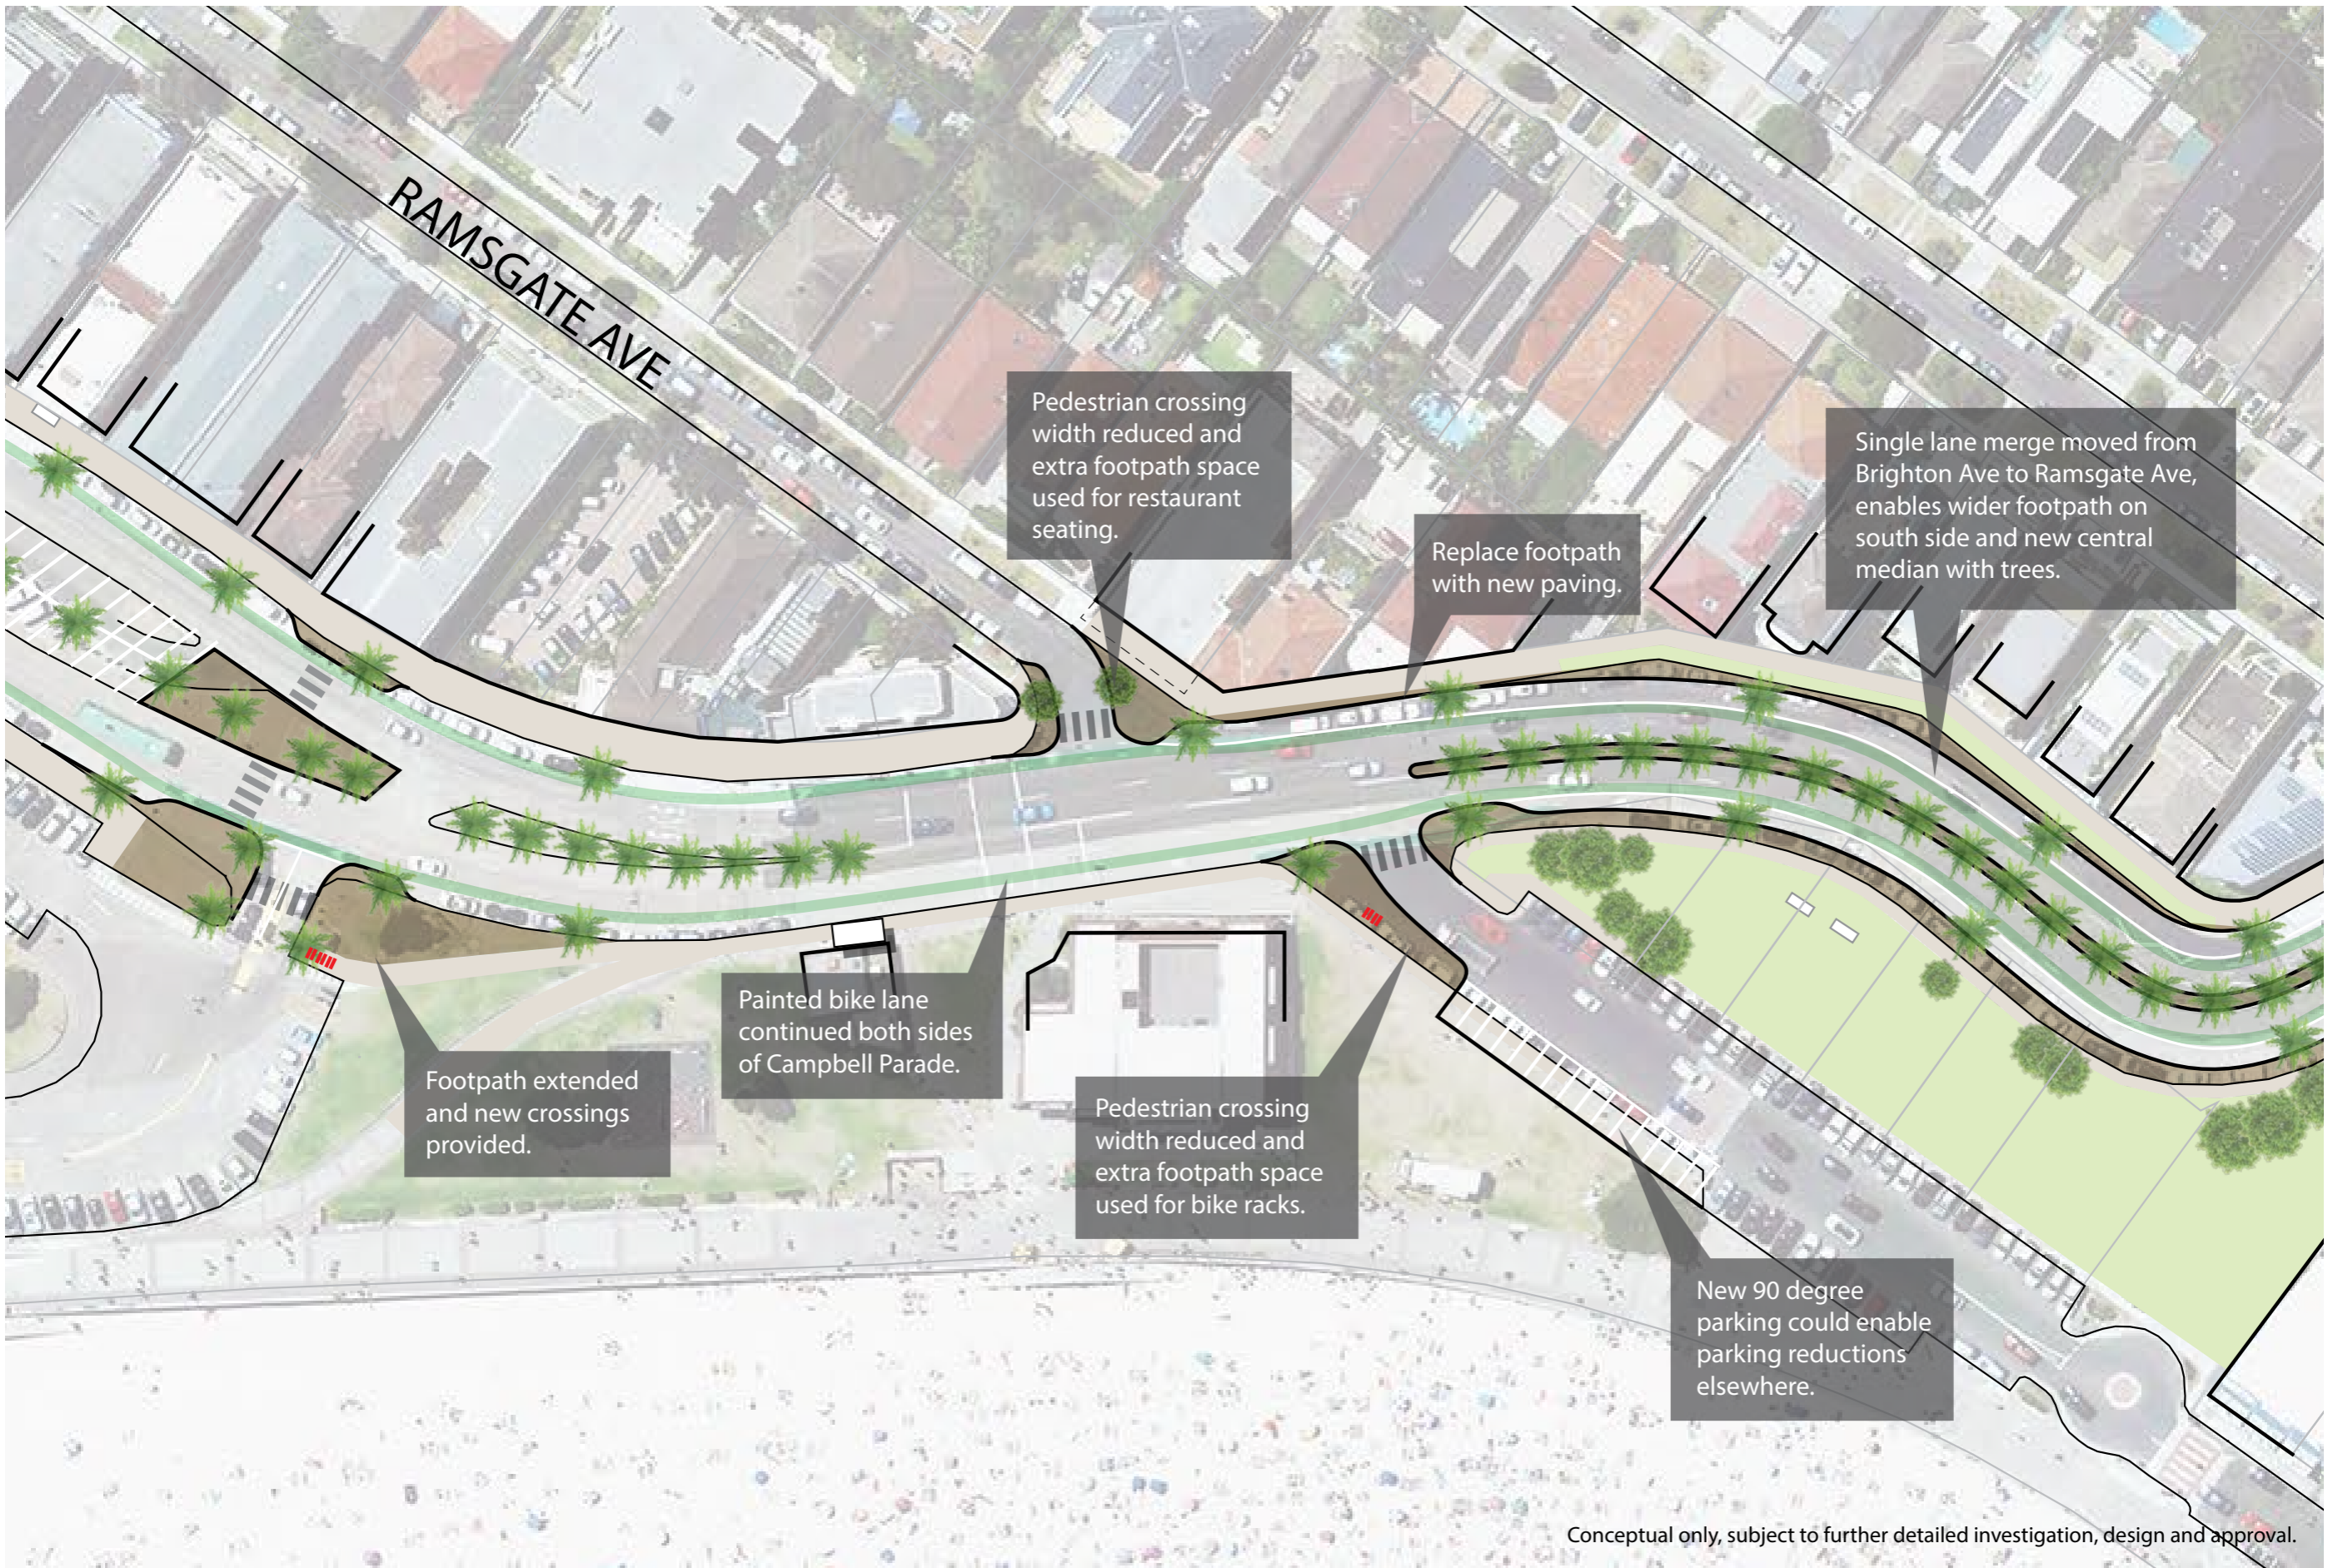 RAMSGATE AVE
Pedestrian crossing
width reduced and
extra footpath space
used for restaurant
seating.
Single lane merge moved from
Brighton Ave to Ramsgate Ave,
enables wider footpath on
south side and new central
median with trees.
Replace footpath
with new paving.
Painted bike lane
continued both sides
of Campbell Parade.
Footpath extended
and new crossings
provided.
Pedestrian crossing
width reduced and
extra footpath space
used for bike racks.
New 90 degree
parking could enable
parking reductions
elsewhere.
Conceptual only, subject to further detailed investigation, design and approval.